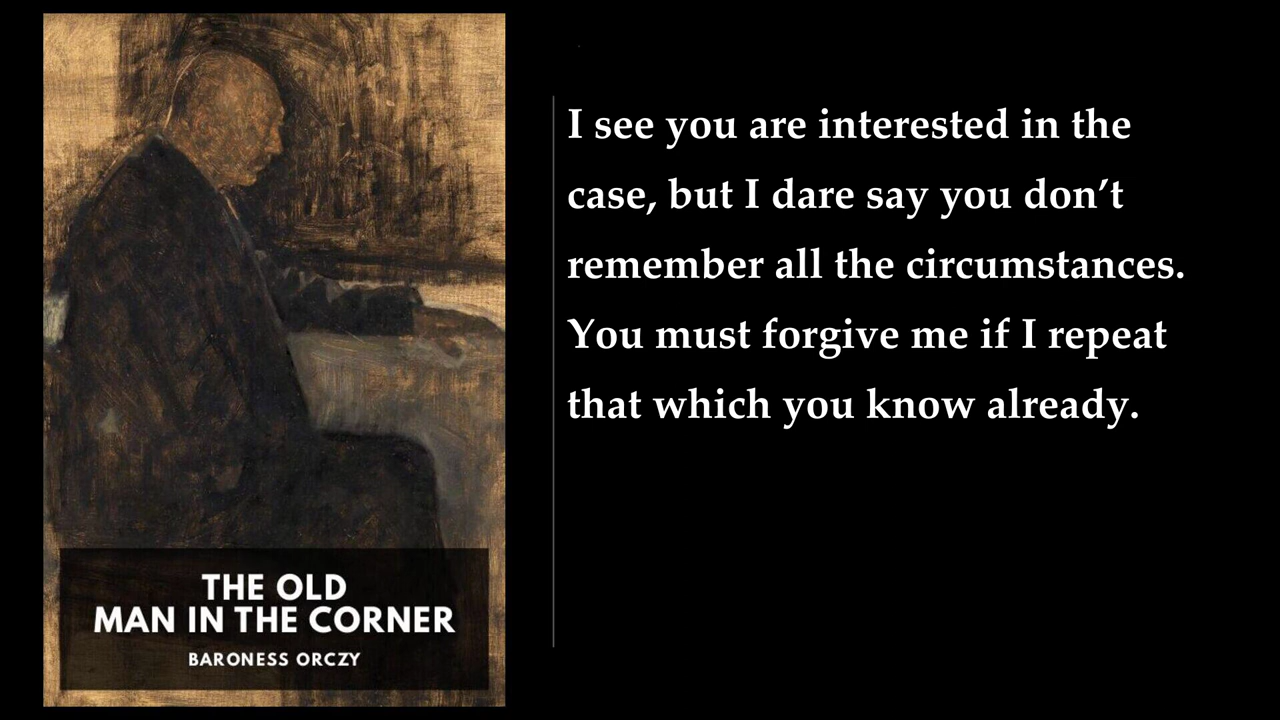 THE OLD
MAN IN THE CORNER
BARONESS ORCZY
I see you are interested in the
case, but I dare say you don’t
remember all the circumstances.
You must forgive me if I repeat
that which you know already.